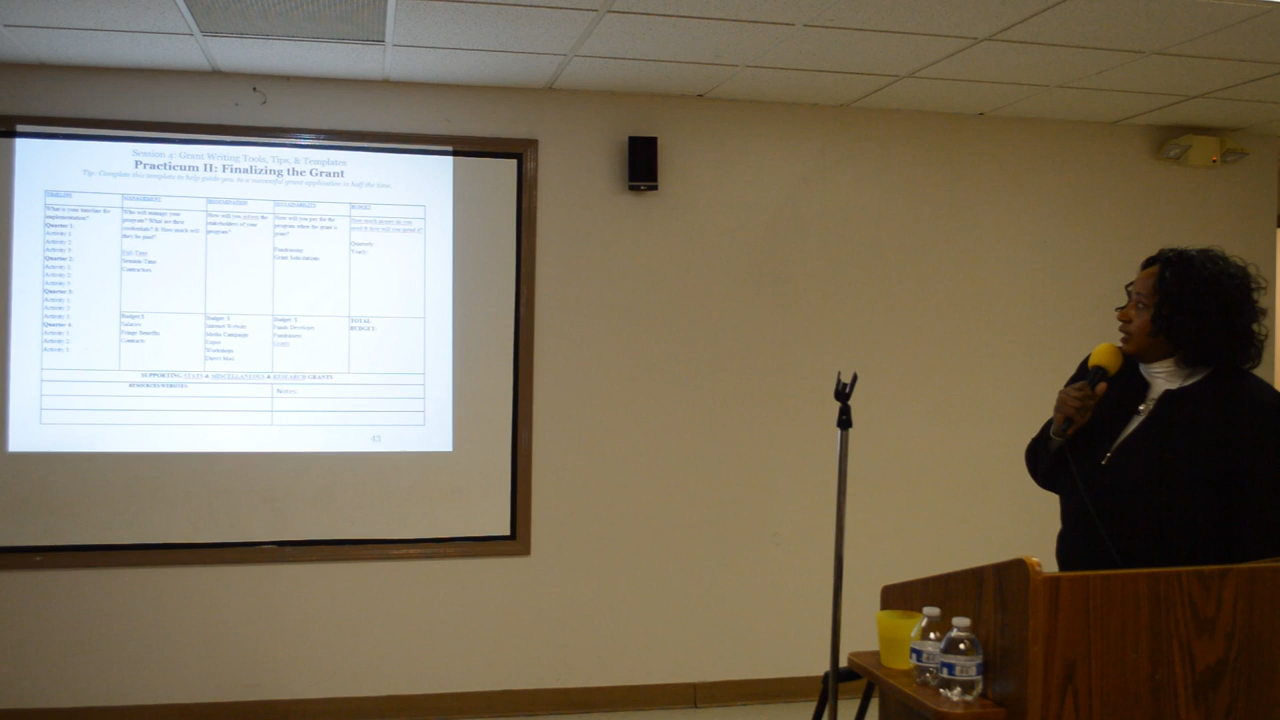 Session 4: Grant Writing Tools, Tips, & Templates
Practicum II: Finalizing the Grant
Tip: Complete this template to help guide you to a successful grant application in half the time.
TIMELINE
What is your timeline for implementation?
Quarter 1:
Activity 1
Activity 2
Activity 3
Quarter 2:
Activity 1
Activity 2
Activity 3
Quarter 3:
Activity 1
Activity 2
Activity 3
Quarter 4:
Activity 1
Activity 2
Activity 3
MANAGEMENT
Who will manage your
program? What are their
credentials? & How much will
they be paid?
Full-Time
Contractors
Budget $
Salaries
Fringe Benefits
Contracts
DISSEMINATION
How will you inform the
stakeholders of your
program?
Budget: $
Internet Website
Media Campaign
Expos
Workshops
Direct Mail
SUSTAINABILITY
How will you pay for the
program when the grant is
gone?
Fundraising
Grant Solicitations
Budget: $
Funds Developer
Fundraisers
BUDGET
How much money do you
need & how will you spend it?
Quarterly:
Yearly:
TOTAL
BUDGET:
SUPPORTING STATS & MISCELLANEOUS & RESEARCH GRANTS
RESOURCES/WEBSITES:
Notes:
43